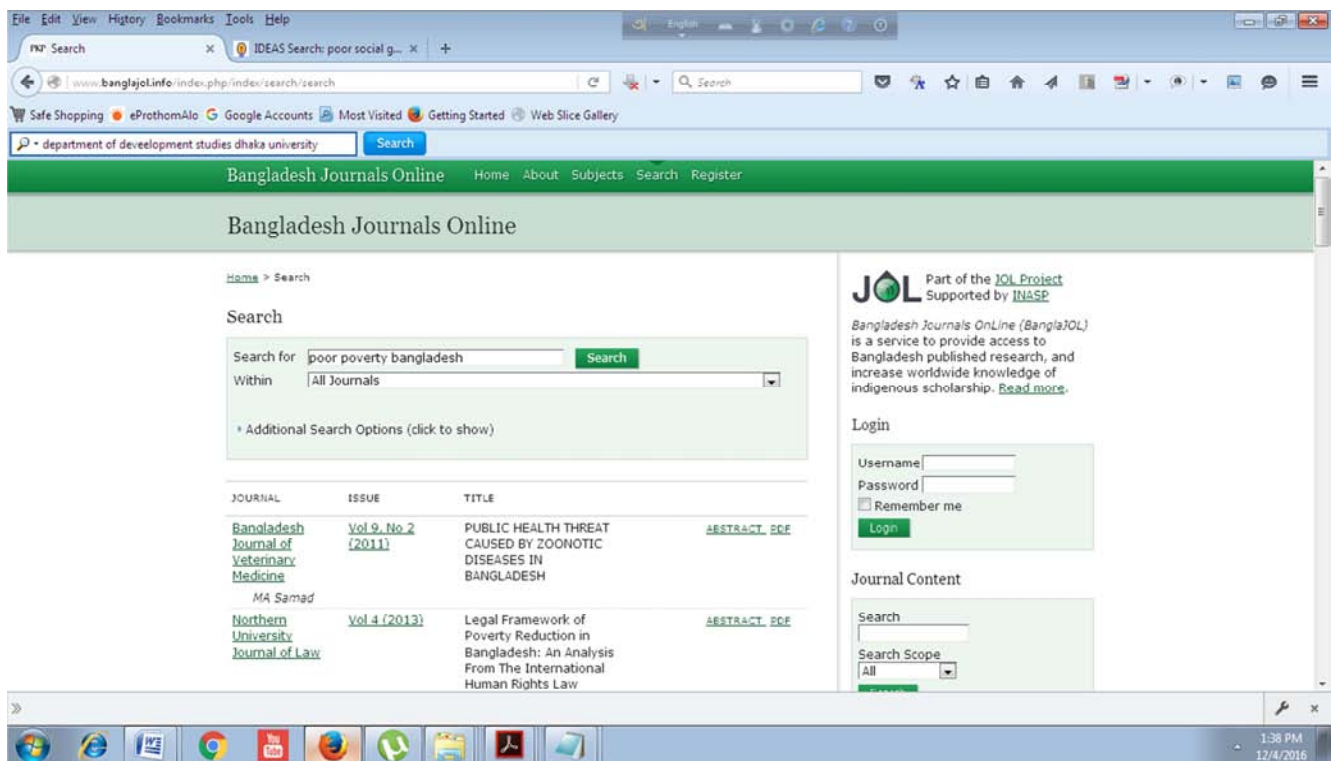 File Edit View History Bookmarks Tools Help
English
PKP Search × IDEAS Search: poor social g... × +
www.banglajol.info/index.php/index/search/search
Search
Safe Shopping eProthomAlo Google Accounts Most Visited Getting Started Web Slice Gallery
department of deveelopment studies dhaka university Search
Bangladesh Journals Online Home About Subjects Search Register
Bangladesh Journals Online
Home > Search
Search
Search for poor poverty bangladesh Search
Within All Journals
Additional Search Options (click to show)
JOURNAL ISSUE TITLE
Bangladesh Vol 9, No 2 PUBLIC HEALTH THREAT ABSTRACT PDF
Journal of (2011) CAUSED BY ZOONOTIC
Veterinary DISEASES IN
Medicine BANGLADESH
MA Samad
Northern Vol 4 (2013) Legal Framework of ABSTRACT PDF
University Poverty Reduction in
Journal of Law Bangladesh: An Analysis
From The International
Human Rights Law
JOL Part of the JOL Project
Supported by INASP
Bangladesh Journals OnLine (BanglaJOL)
is a service to provide access to
Bangladesh published research, and
increase worldwide knowledge of
indigenous scholarship. Read more.
Login
Username
Password
Remember me
Login
Journal Content
Search
Search Scope
All
Search
You
Tube
1:38 PM
12/4/2016